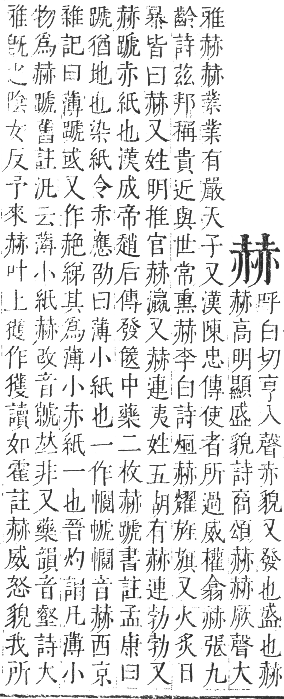 赫
呼白切亨入聲赤貌又發也盛也赫
赫高明顯盛貌詩商頌赫赫厥聲大
雅赫赫業業有嚴天子又漢陳忠傳使者所過威權翕赫張九
齡詩茲邦稱貴近與世常熏赫李白詩烜赫耀旌旗又火炙日
暴皆曰赫又姓明推官赫瀛又赫連夷姓五胡有赫連勃勃又
赫蹏赤紙也漢成帝趙后傳發篋中藥二枚赫蹏書註孟康曰
蹏猶地也染紙令赤應劭曰薄小紙也一作音赫西京
雜記曰薄蹏或又作綈其為薄小赤紙一也晉灼謂凡薄小
物為赫蹏舊註汎云薄小紙赫改音虩𠀤非又藥韻音壑詩大
雅旣之陰女反予來赫叶上獲作獲讀如霍註赫威怒貌我所